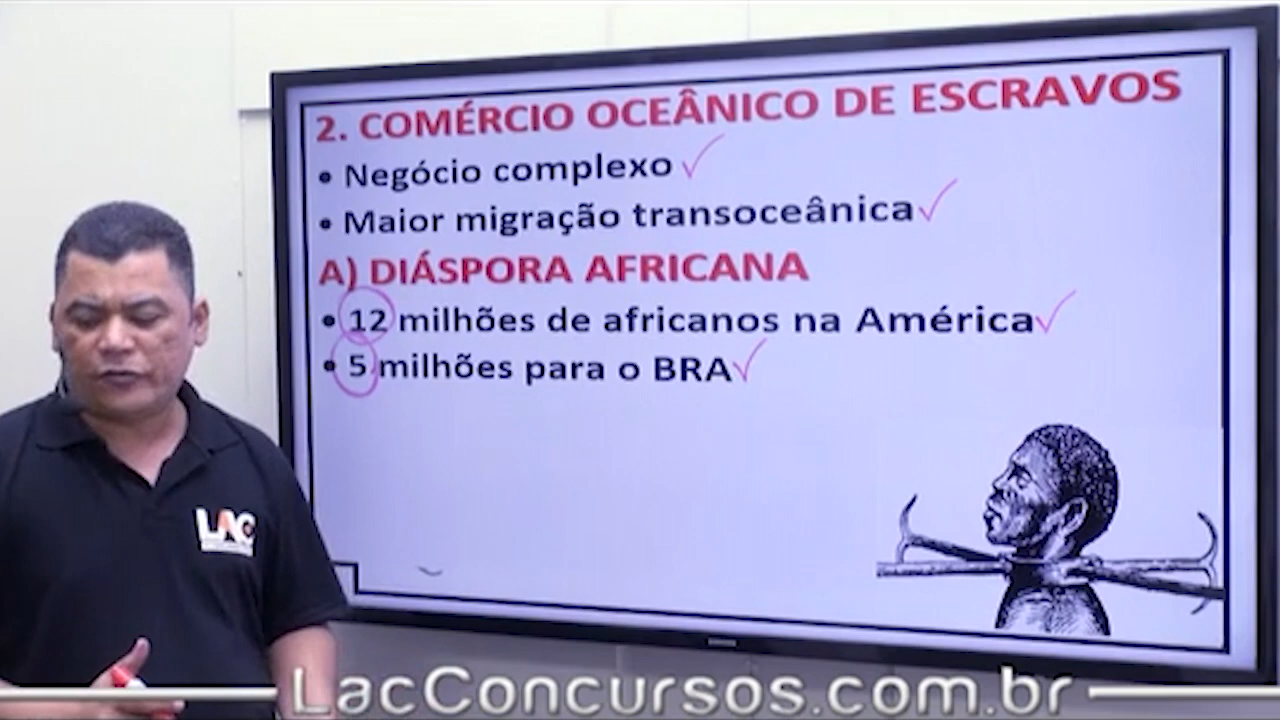 2. COMÉRCIO OCEÂNICO DE ESCRAVOS
• Negócio complexo
• Maior migração transoceânica
A) DIÁSPORA AFRICANA
• 12 milhões de africanos na América
• 5 milhões para o BRA
LAC
LacConcursos.com.br